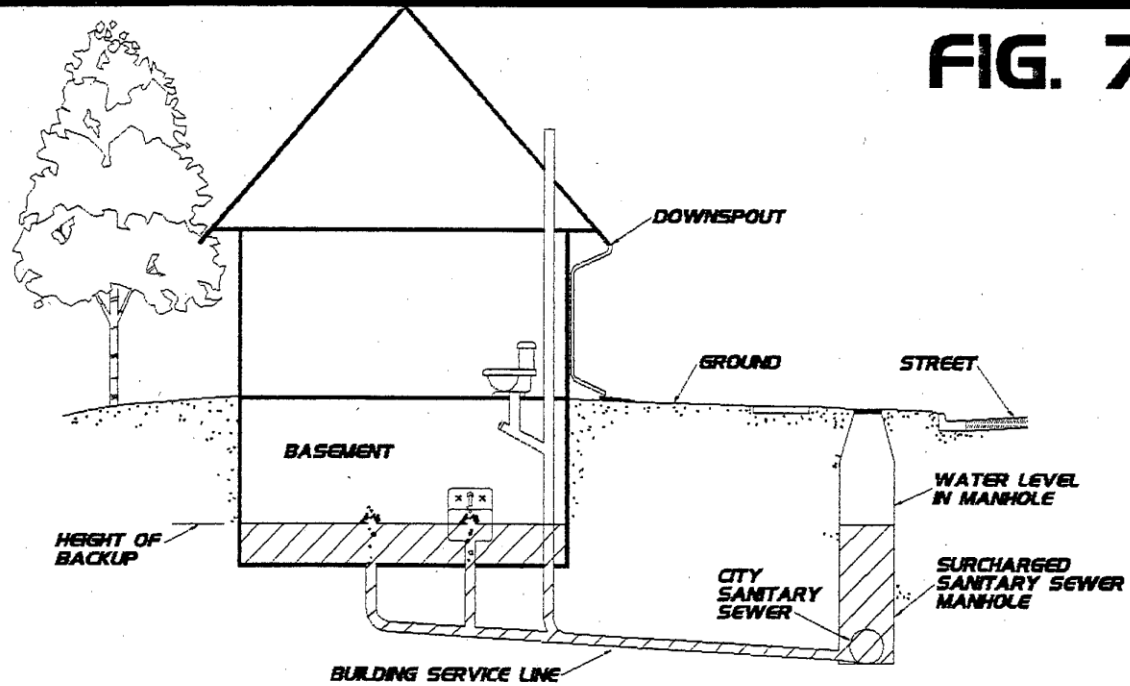 FIG. 7
DOWNSPOUT
GROUND
STREET
BASEMENT
WATER LEVEL
IN MANHOLE
HEIGHT OF
BACKUP
CITY
SANITARY
SEWER
SURCHARGED
SANITARY SEWER
MANHOLE
BUILDING SERVICE LINE